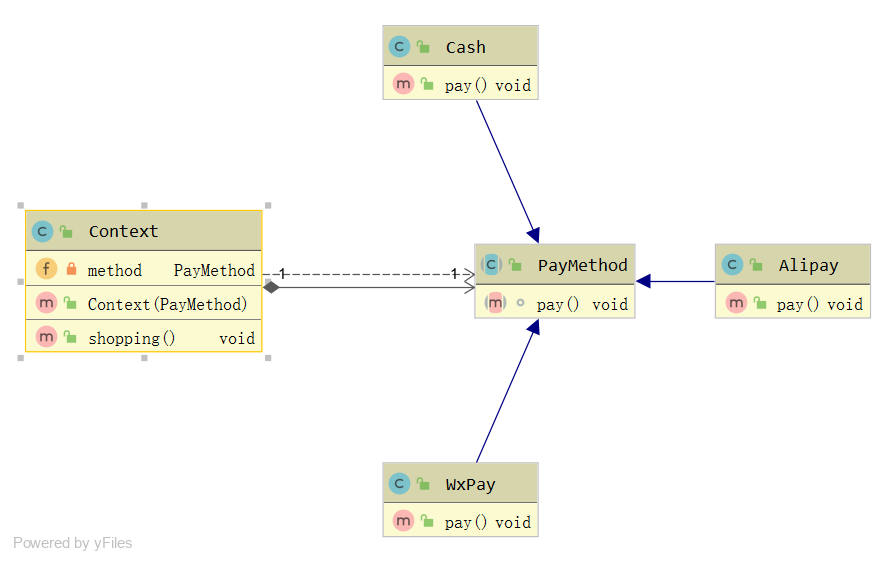 Cash
pay() void
Context
method PayMethod
Context(PayMethod)
shopping() void
1 1
PayMethod
pay() void
Alipay
pay() void
WxPay
pay() void
Powered by yFiles